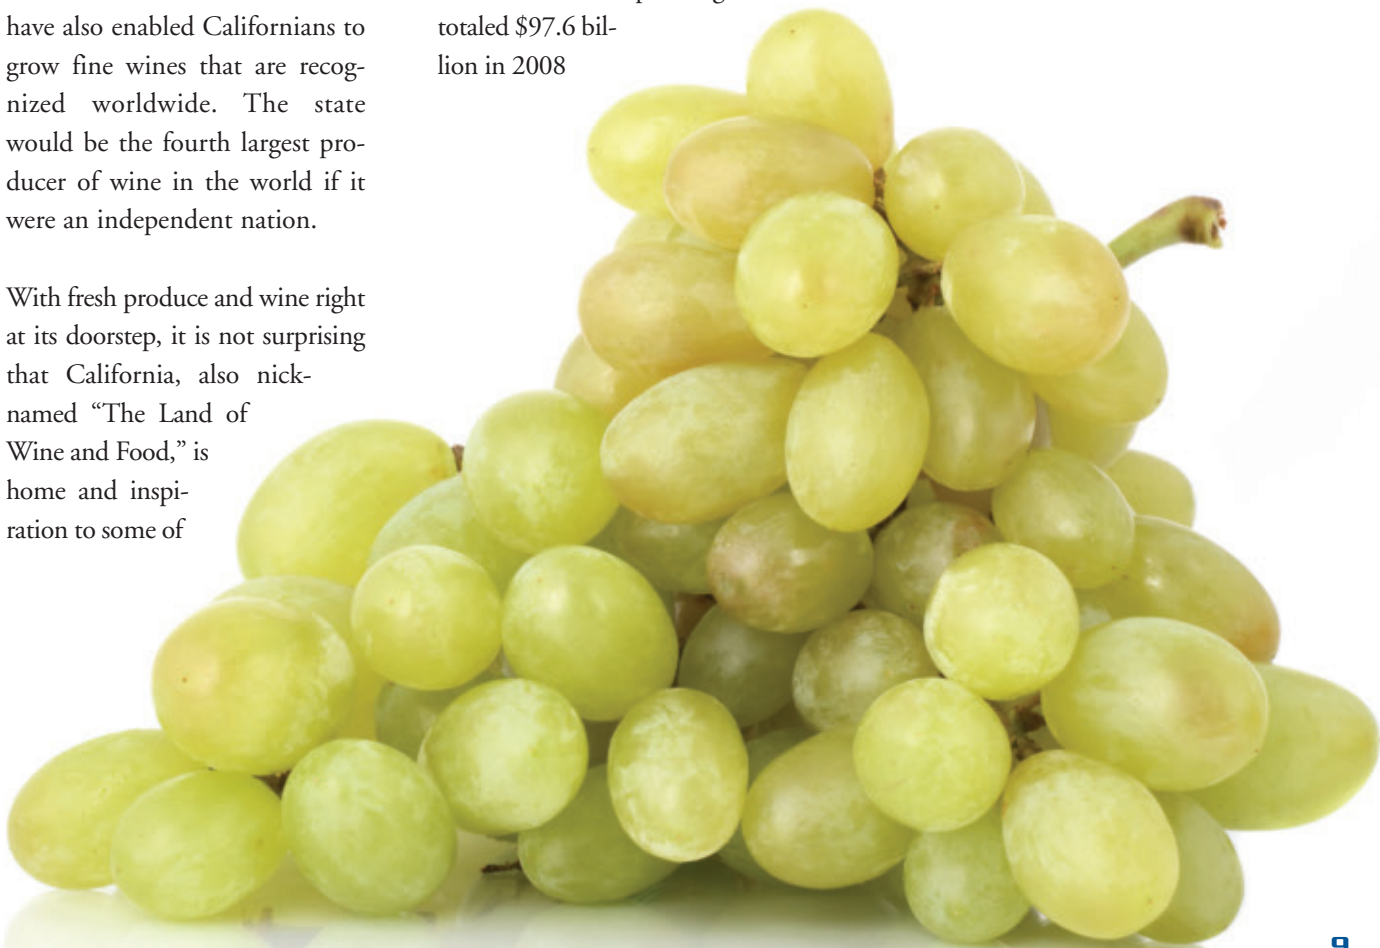 have also enabled Californians to
grow fine wines that are recog-
nized worldwide. The state
would be the fourth largest pro-
ducer of wine in the world if it
were an independent nation.
With fresh produce and wine right
at its doorstep, it is not surprising
that California, also nick-
named “The Land of
Wine and Food,” is
home and inspi-
ration to some of
totaled $97.6 bil-
lion in 2008